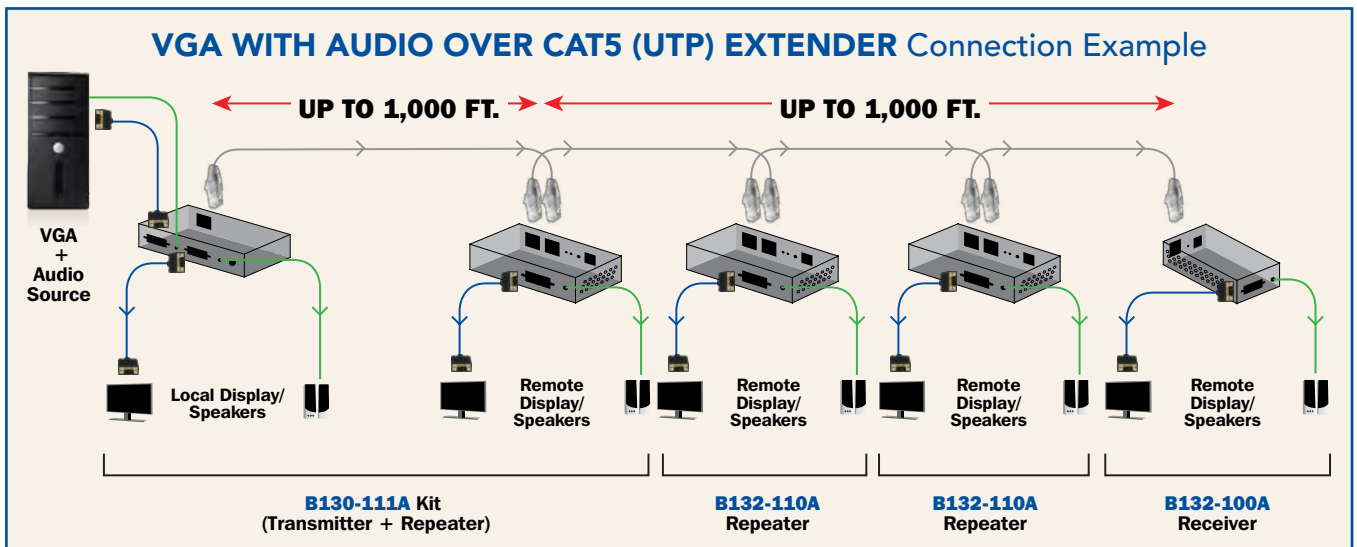 VGA WITH AUDIO OVER CAT5 (UTP) EXTENDER Connection Example
UP TO 1,000 FT.
UP TO 1,000 FT.
VGA
+
Audio
Source
Local Display/
Speakers
Remote
Display/
Speakers
Remote
Display/
Speakers
Remote
Display/
Speakers
Remote
Display/
Speakers
B130-111A Kit
(Transmitter + Repeater)
B132-110A
Repeater
B132-110A
Repeater
B132-100A
Receiver